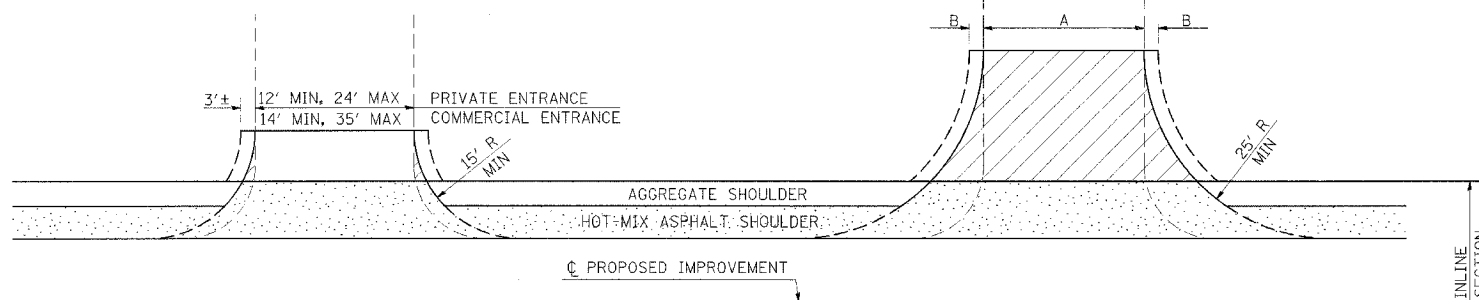 B A B
3'± 12' MIN, 24' MAX PRIVATE ENTRANCE
14' MIN, 35' MAX COMMERCIAL ENTRANCE
15' R
MIN
25' R
MIN
AGGREGATE SHOULDER
HOT-MIX ASPHALT SHOULDER
℄ PROPOSED IMPROVEMENT
INLINE
SECTION